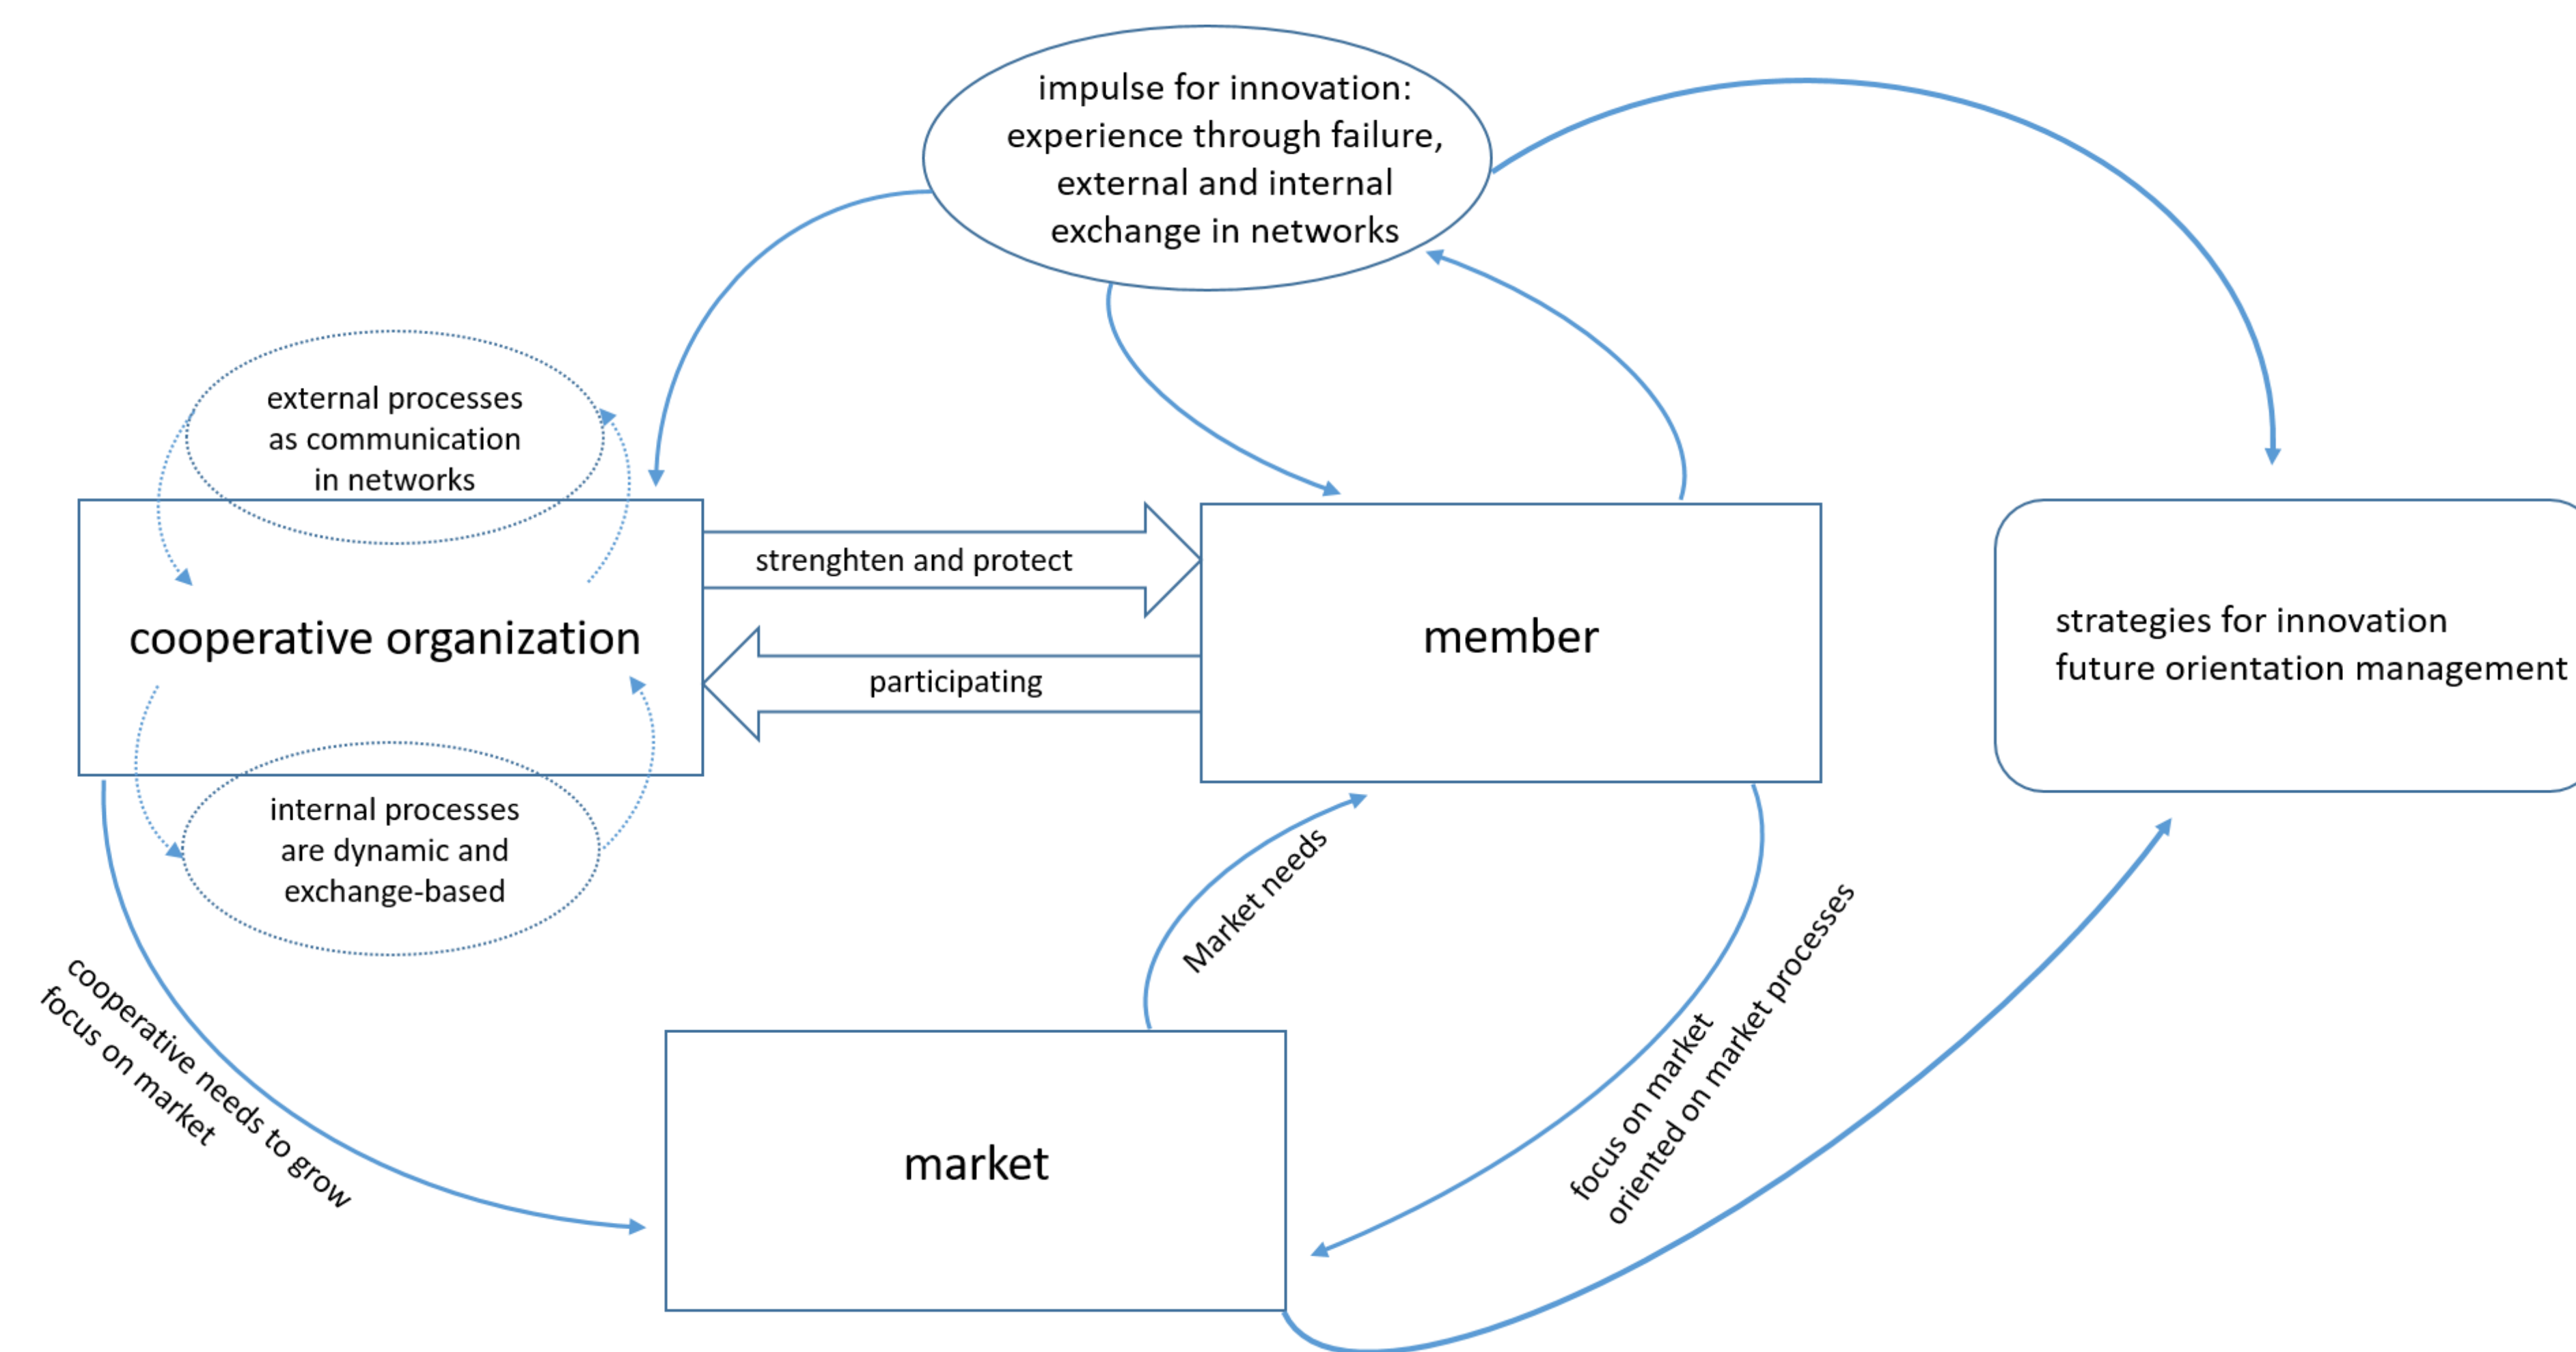 impulse for innovation:
experience through failure,
external and internal
exchange in networks
external processes
as communication
in networks
strenghten and protect
cooperative organization
member
participating
strategies for innovation
future orientation management
internal processes
are dynamic and
exchange-based
Market needs
cooperative needs to grow
focus on market
focus on market
oriented on market processes
market